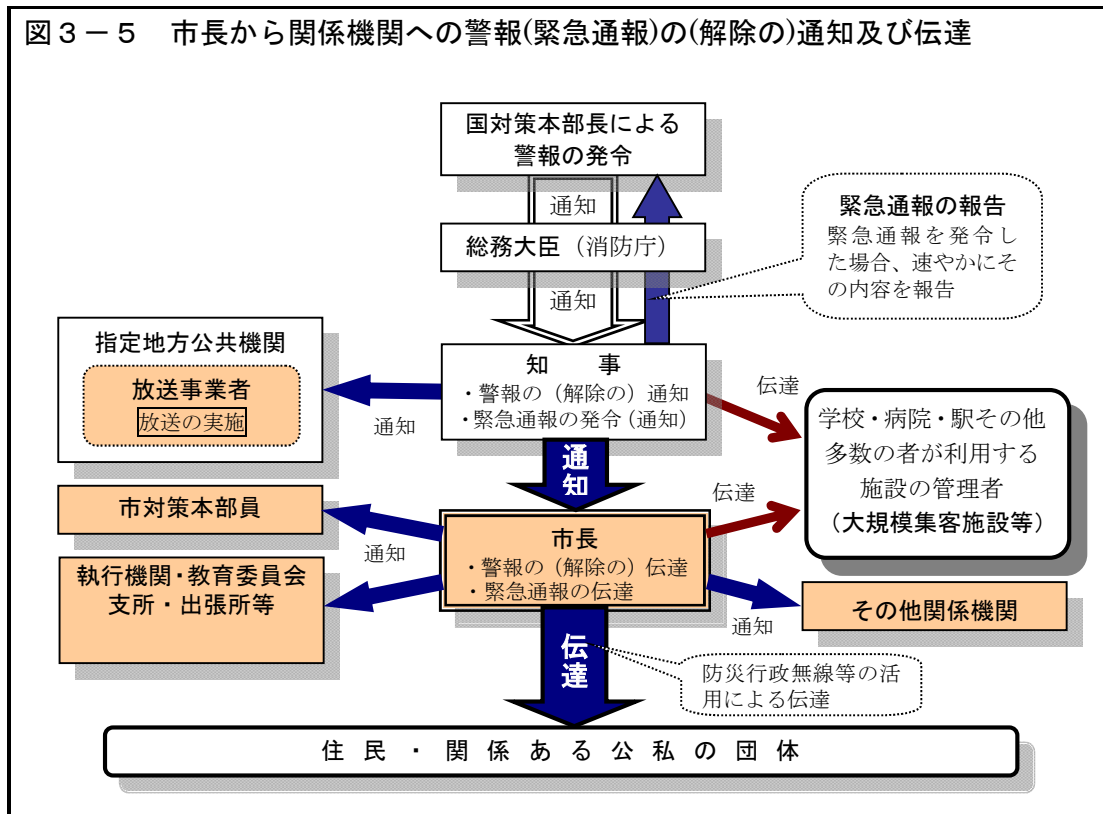 図3-5 市長から関係機関への警報(緊急通報)の(解除の)通知及び伝達
国対策本部長による
警報の発令
通知
総務大臣（消防庁）
通知
緊急通報の報告
緊急通報を発令し
た場合、速やかにそ
の内容を報告
指定地方公共機関
放送事業者
放送の実施
通知
知　事
・警報の（解除の）通知
・緊急通報の発令（通知）
伝達
学校・病院・駅その他
多数の者が利用する
施設の管理者
（大規模集客施設等）
通知
伝達
市対策本部員
通知
執行機関・教育委員会
支所・出張所等
市長
・警報の（解除の）伝達
・緊急通報の伝達
その他関係機関
通知
伝達
防災行政無線等の活
用による伝達
住民・関係ある公私の団体